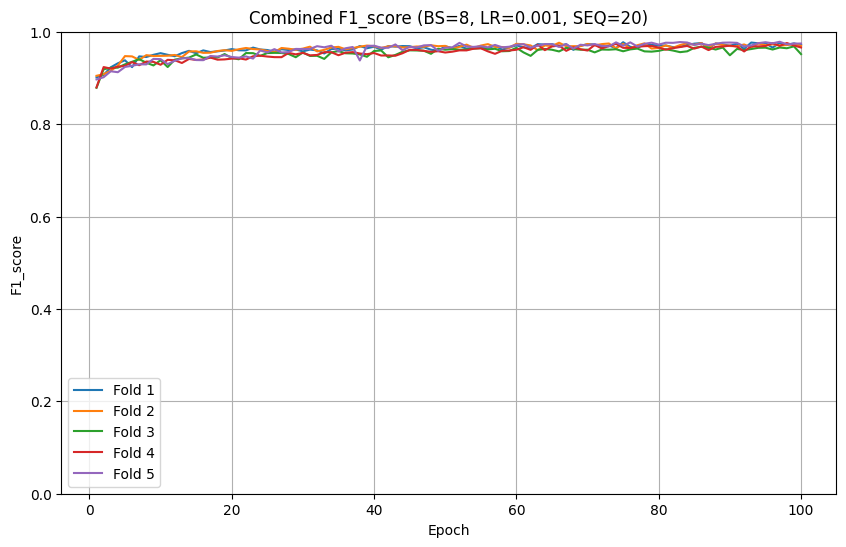 Combined F1_score (BS=8, LR=0.001, SEQ=20)
F1_score
1.0
0.8
0.6
0.4
0.2
0.0
Fold 1
Fold 2
Fold 3
Fold 4
Fold 5
0 20 40 60 80 100
Epoch